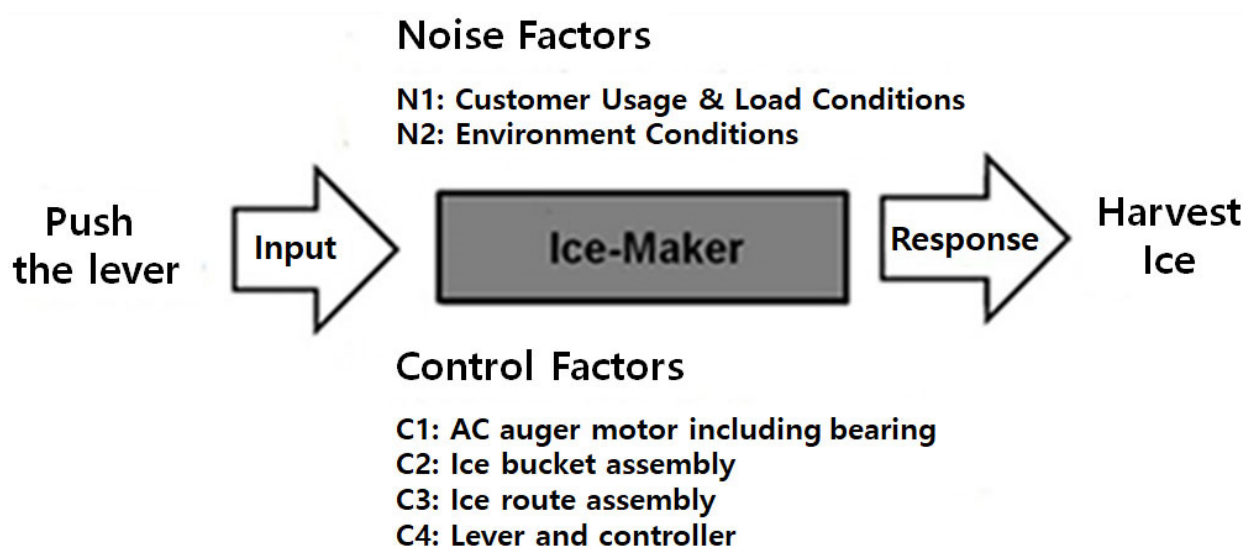 Noise Factors
N1: Customer Usage & Load Conditions
N2: Environment Conditions
Push
the lever
Input
Ice-Maker
Response
Harvest
Ice
Control Factors
C1: AC auger motor including bearing
C2: Ice bucket assembly
C3: Ice route assembly
C4: Lever and controller